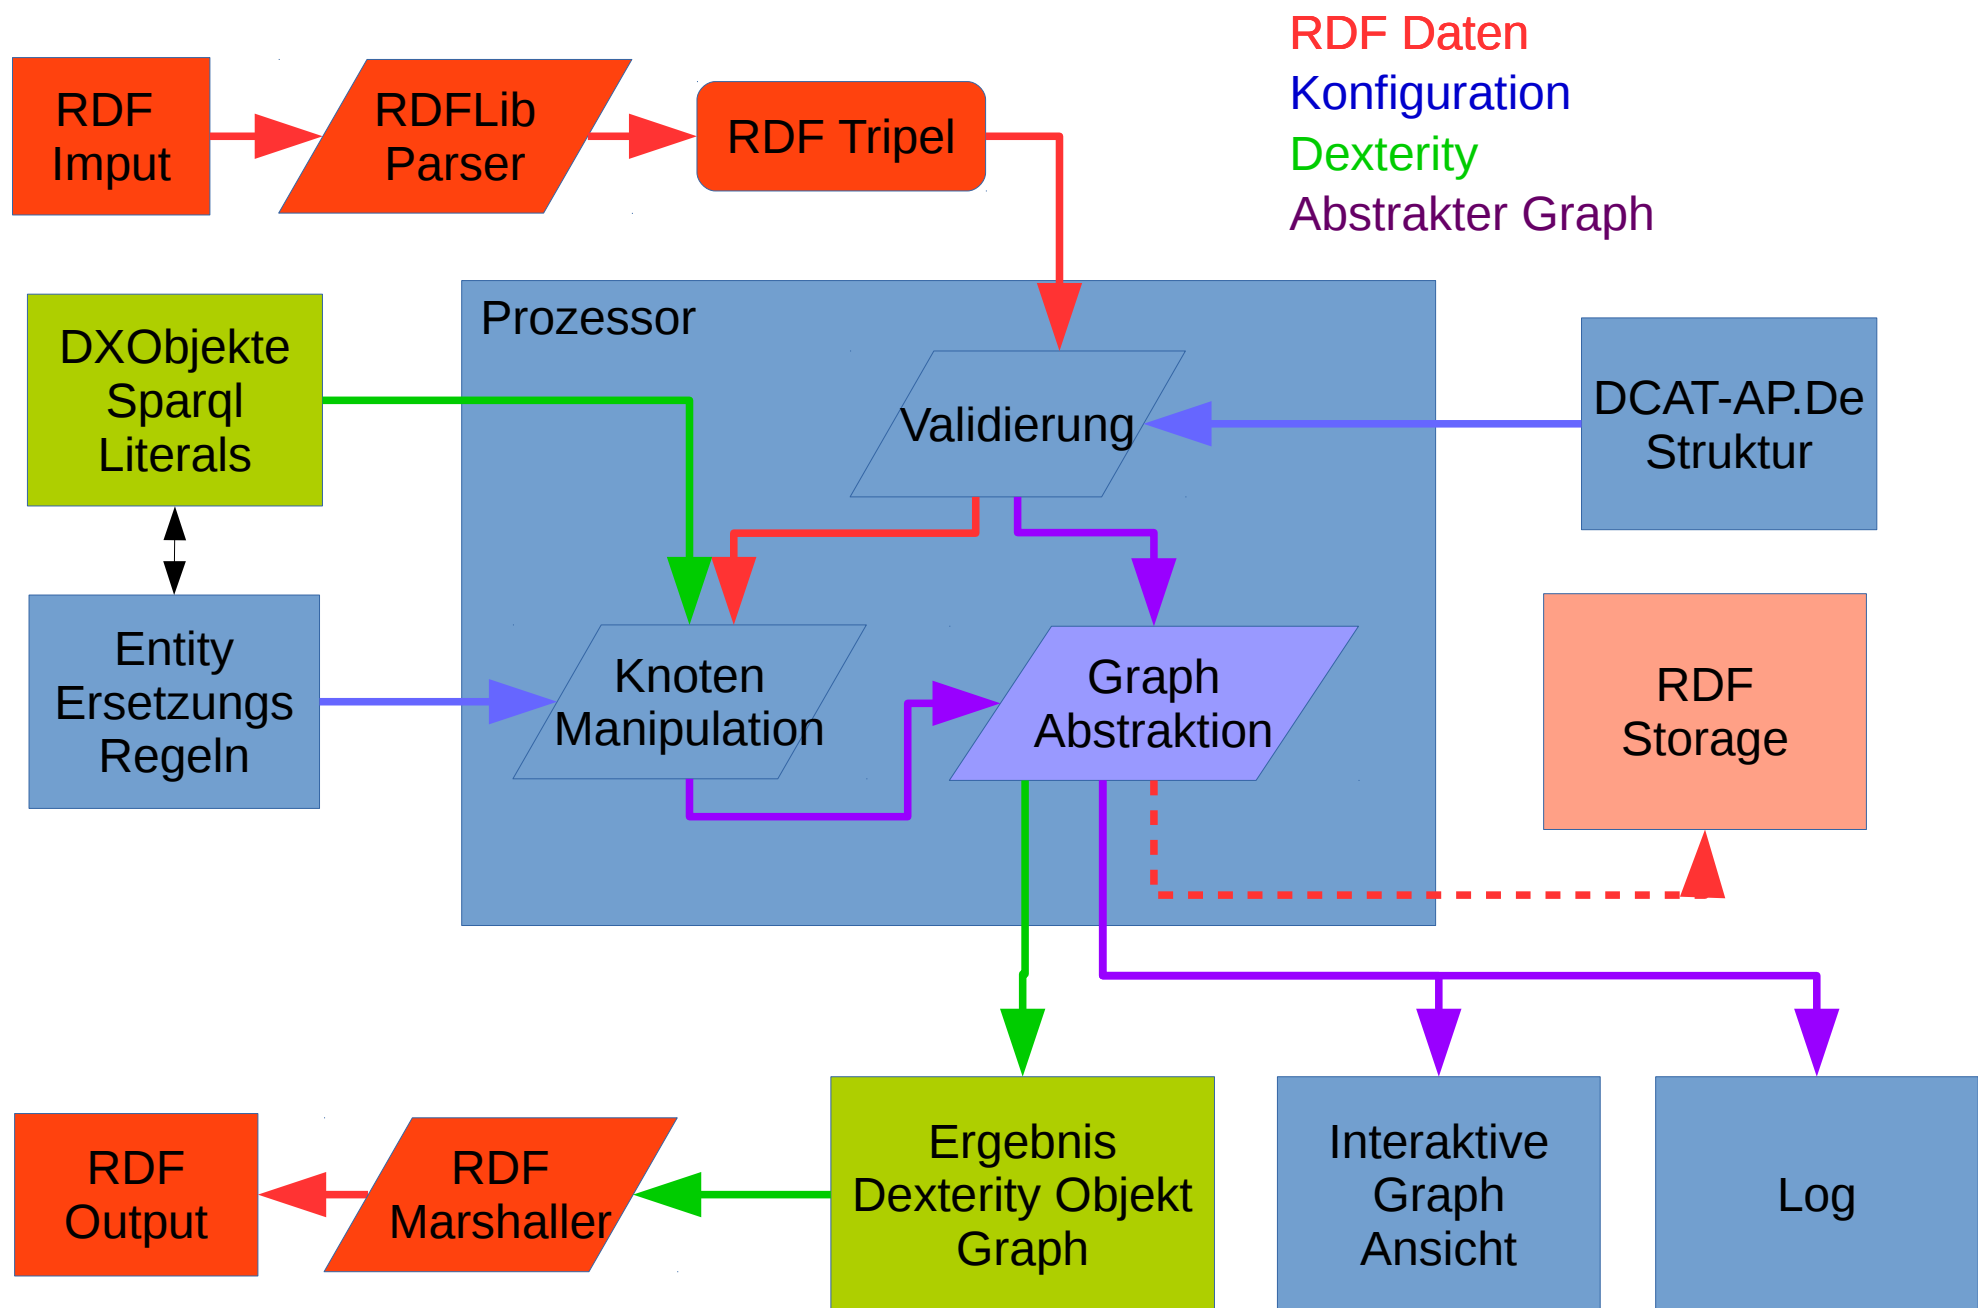 RDF Daten
Konfiguration
Dexterity
Abstrakter Graph
RDF
Imput
RDFLib
Parser
RDF Tripel
Prozessor
DXObjekte
Sparql
Literals
Validierung
DCAT-AP.De
Struktur
Entity
Ersetzungs
Regeln
Knoten
Manipulation
Graph
Abstraktion
RDF
Storage
RDF
Output
RDF
Marshaller
Ergebnis
Dexterity Objekt
Graph
Interaktive
Graph
Ansicht
Log